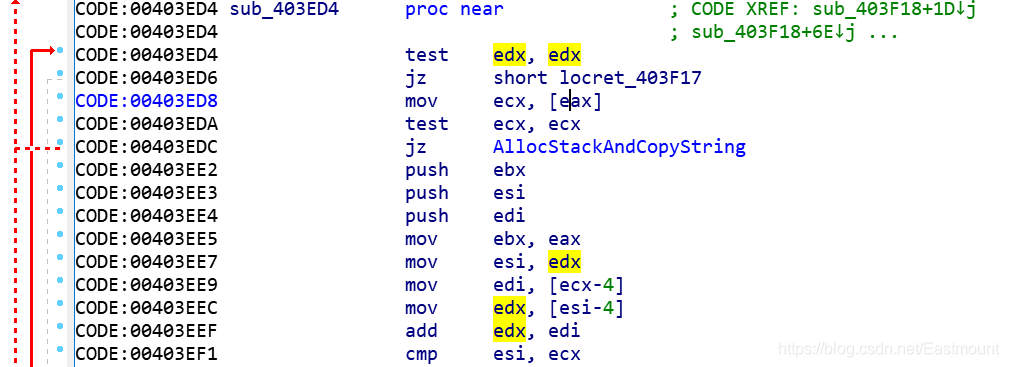 CODE:00403ED4 sub_403ED4 proc near ; CODE XREF: sub_403F18+1D↓j
CODE:00403ED4 ; sub_403F18+6E↓j ...
CODE:00403ED4 test edx, edx
CODE:00403ED6 jz short locret_403F17
CODE:00403ED8 mov ecx, [eax]
CODE:00403EDA test ecx, ecx
CODE:00403EDC jz AllocStackAndCopyString
CODE:00403EE2 push ebx
CODE:00403EE3 push esi
CODE:00403EE4 push edi
CODE:00403EE5 mov ebx, eax
CODE:00403EE7 mov esi, edx
CODE:00403EE9 mov edi, [ecx-4]
CODE:00403EEC mov edx, [esi-4]
CODE:00403EEF add edx, edi
CODE:00403EF1 cmp esi, ecx
https://blog.csdn.net/Eastmount